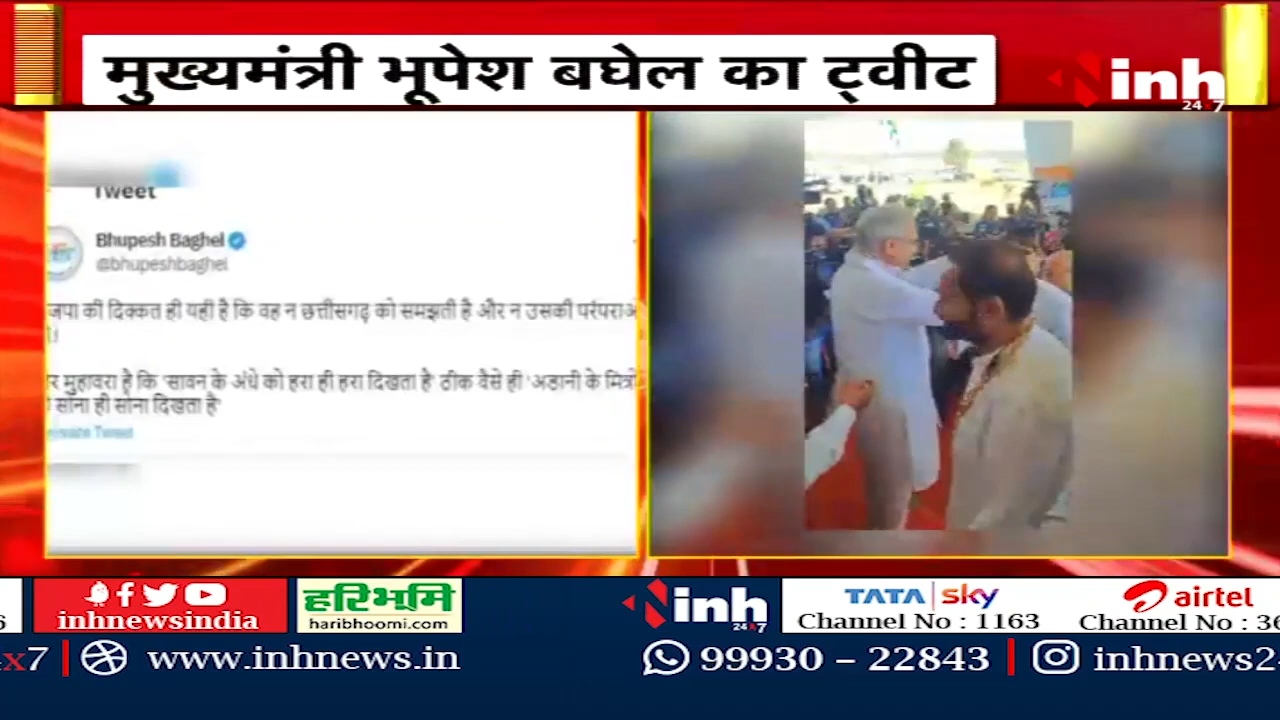 मुख्यमंत्री भूपेश बघेल का ट्वीट
inh
24x7
Tweet
Bhupesh Baghel
@bhupeshbaghel
जपा की दिक्कत ही यही है कि वह न छत्तीसगढ़ को समझती है और न उसकी
मुहावरा है कि 'सावन के अंधे को हरा ही हरा दिखता है' ठीक वैसे ही 'अडानी के
सोना ही सोना दिखता है'
Tweet
inhnewsindia
हरिभूमि
haribhoomi.com
inh
24x7
TATA sky
Channel No : 1163
airtel
Channel No : 36
x7
www.inhnews.in
99930 – 22843
inhnews2